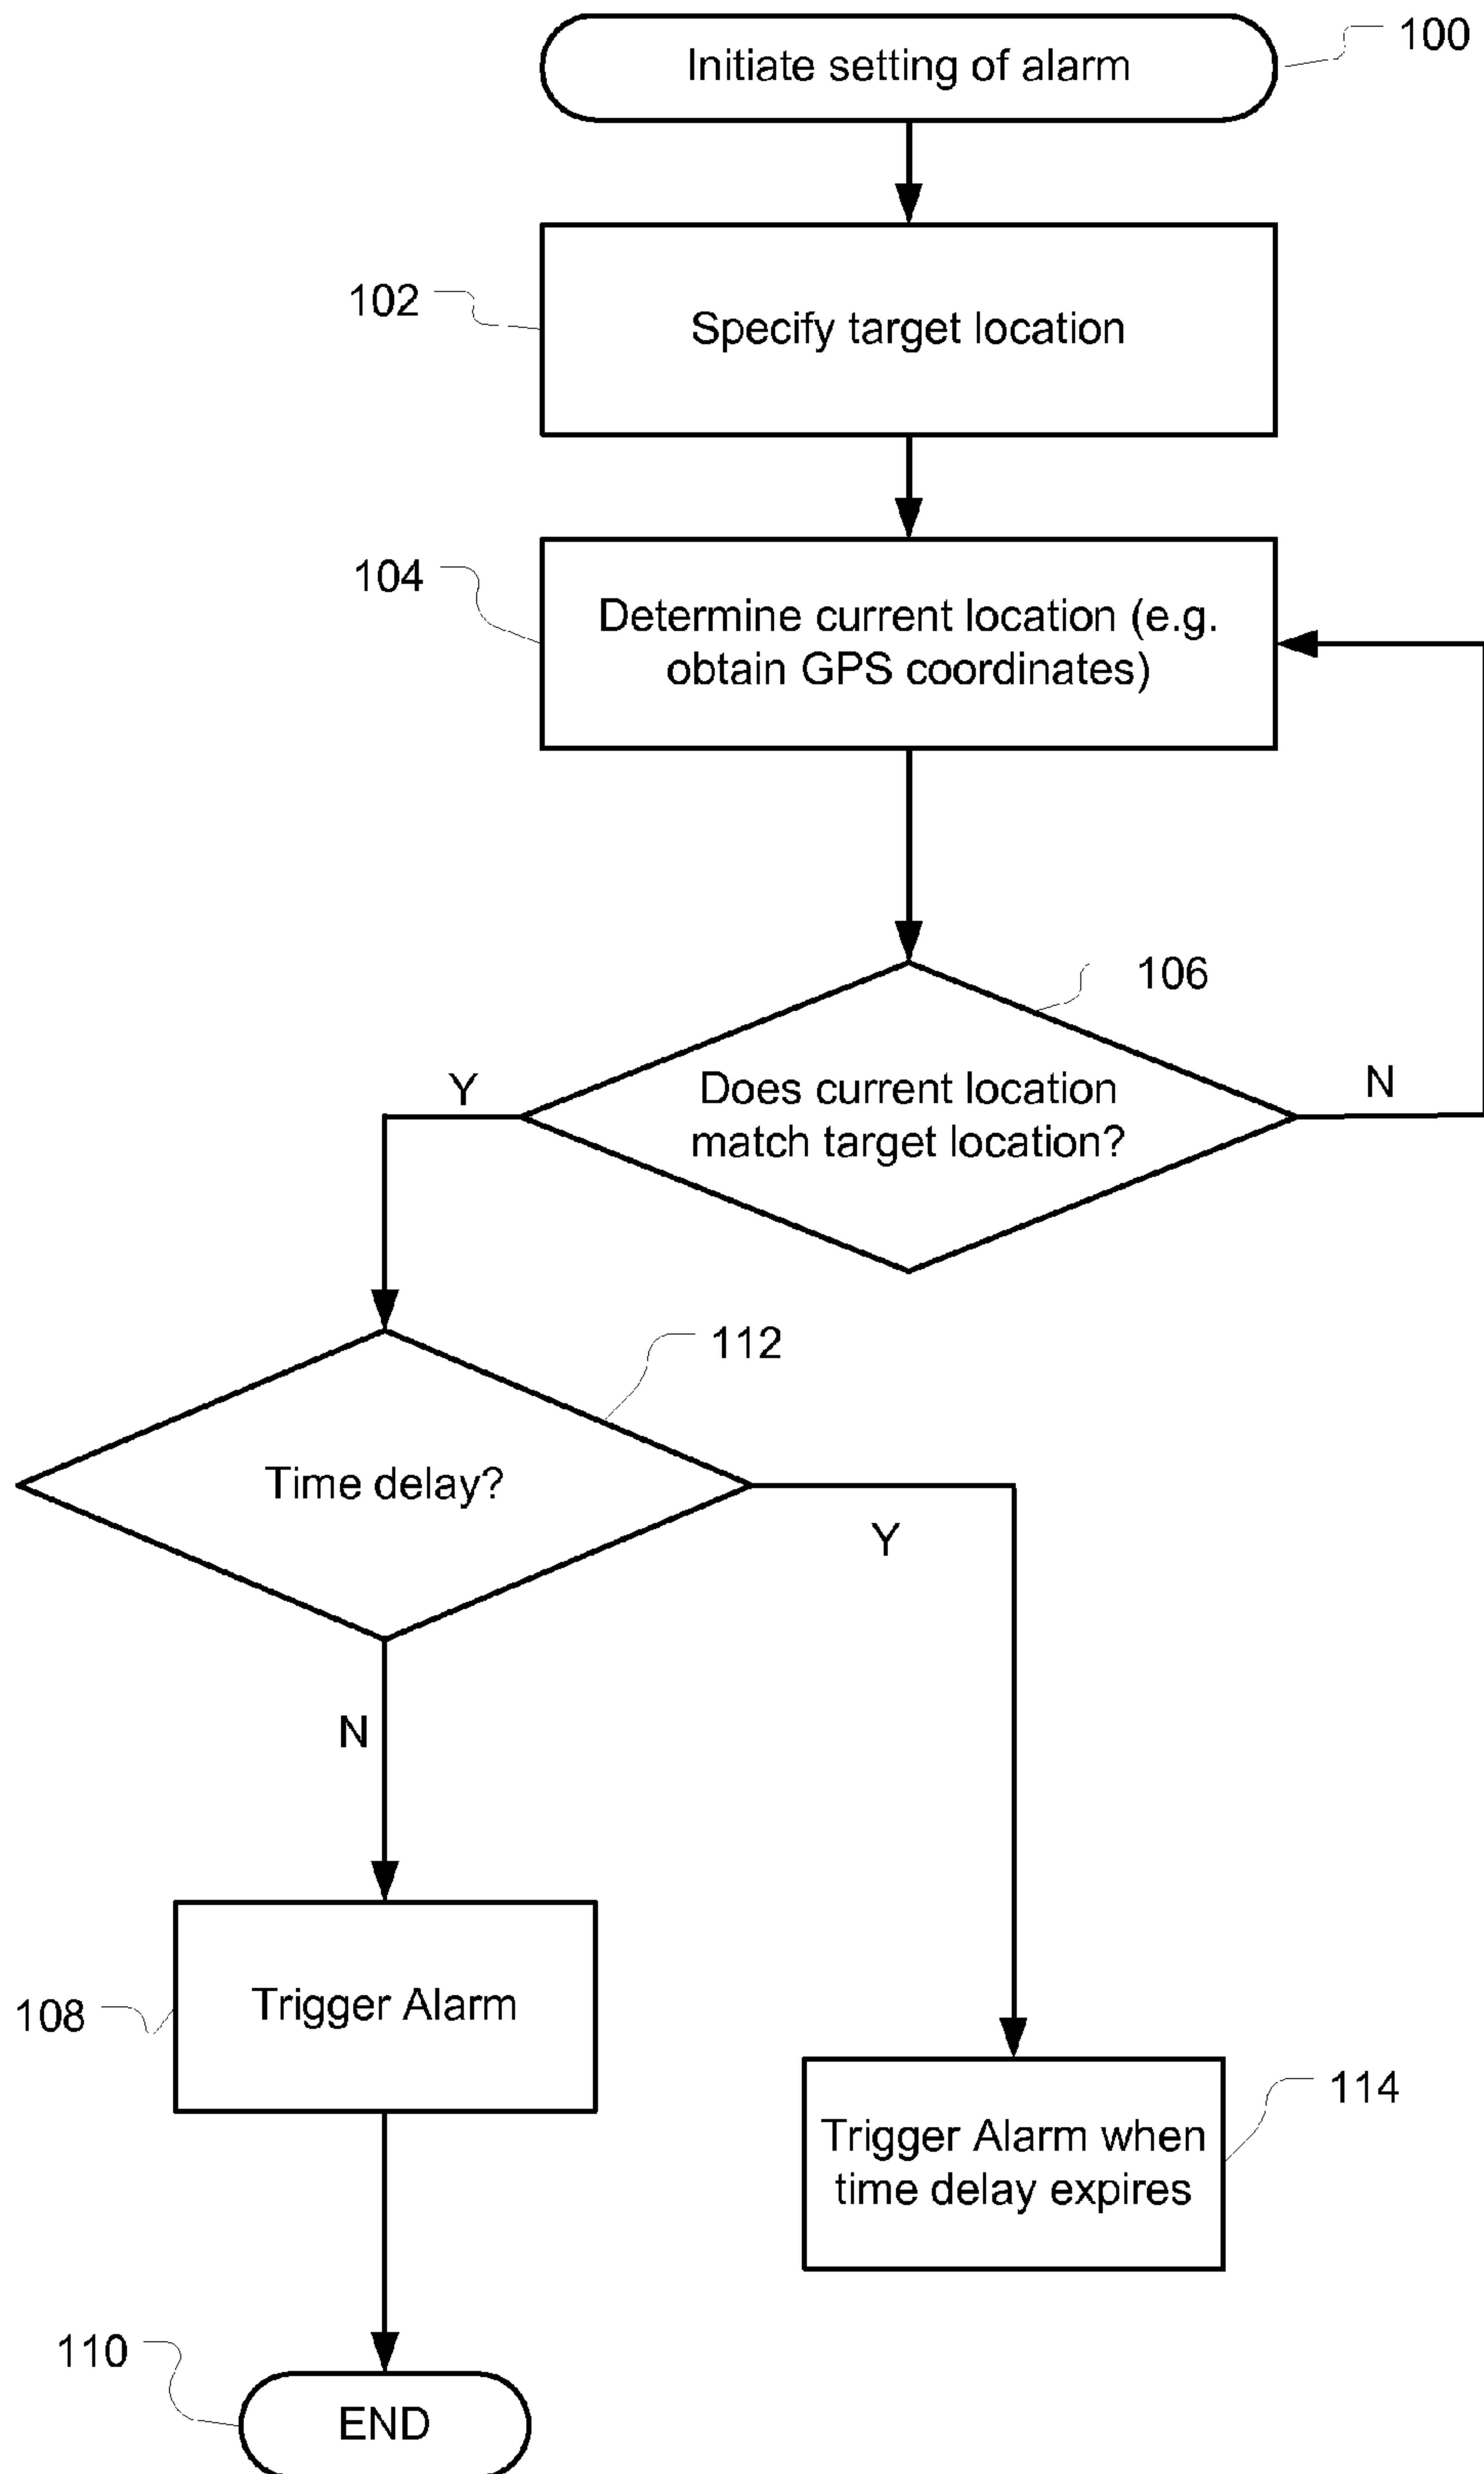 Initiate setting of alarm
100
102
Specify target location
104
Determine current location (e.g.
obtain GPS coordinates)
106
Does current location
match target location?
Y
N
112
Time delay?
Y
N
108
Trigger Alarm
114
Trigger Alarm when
time delay expires
110
END